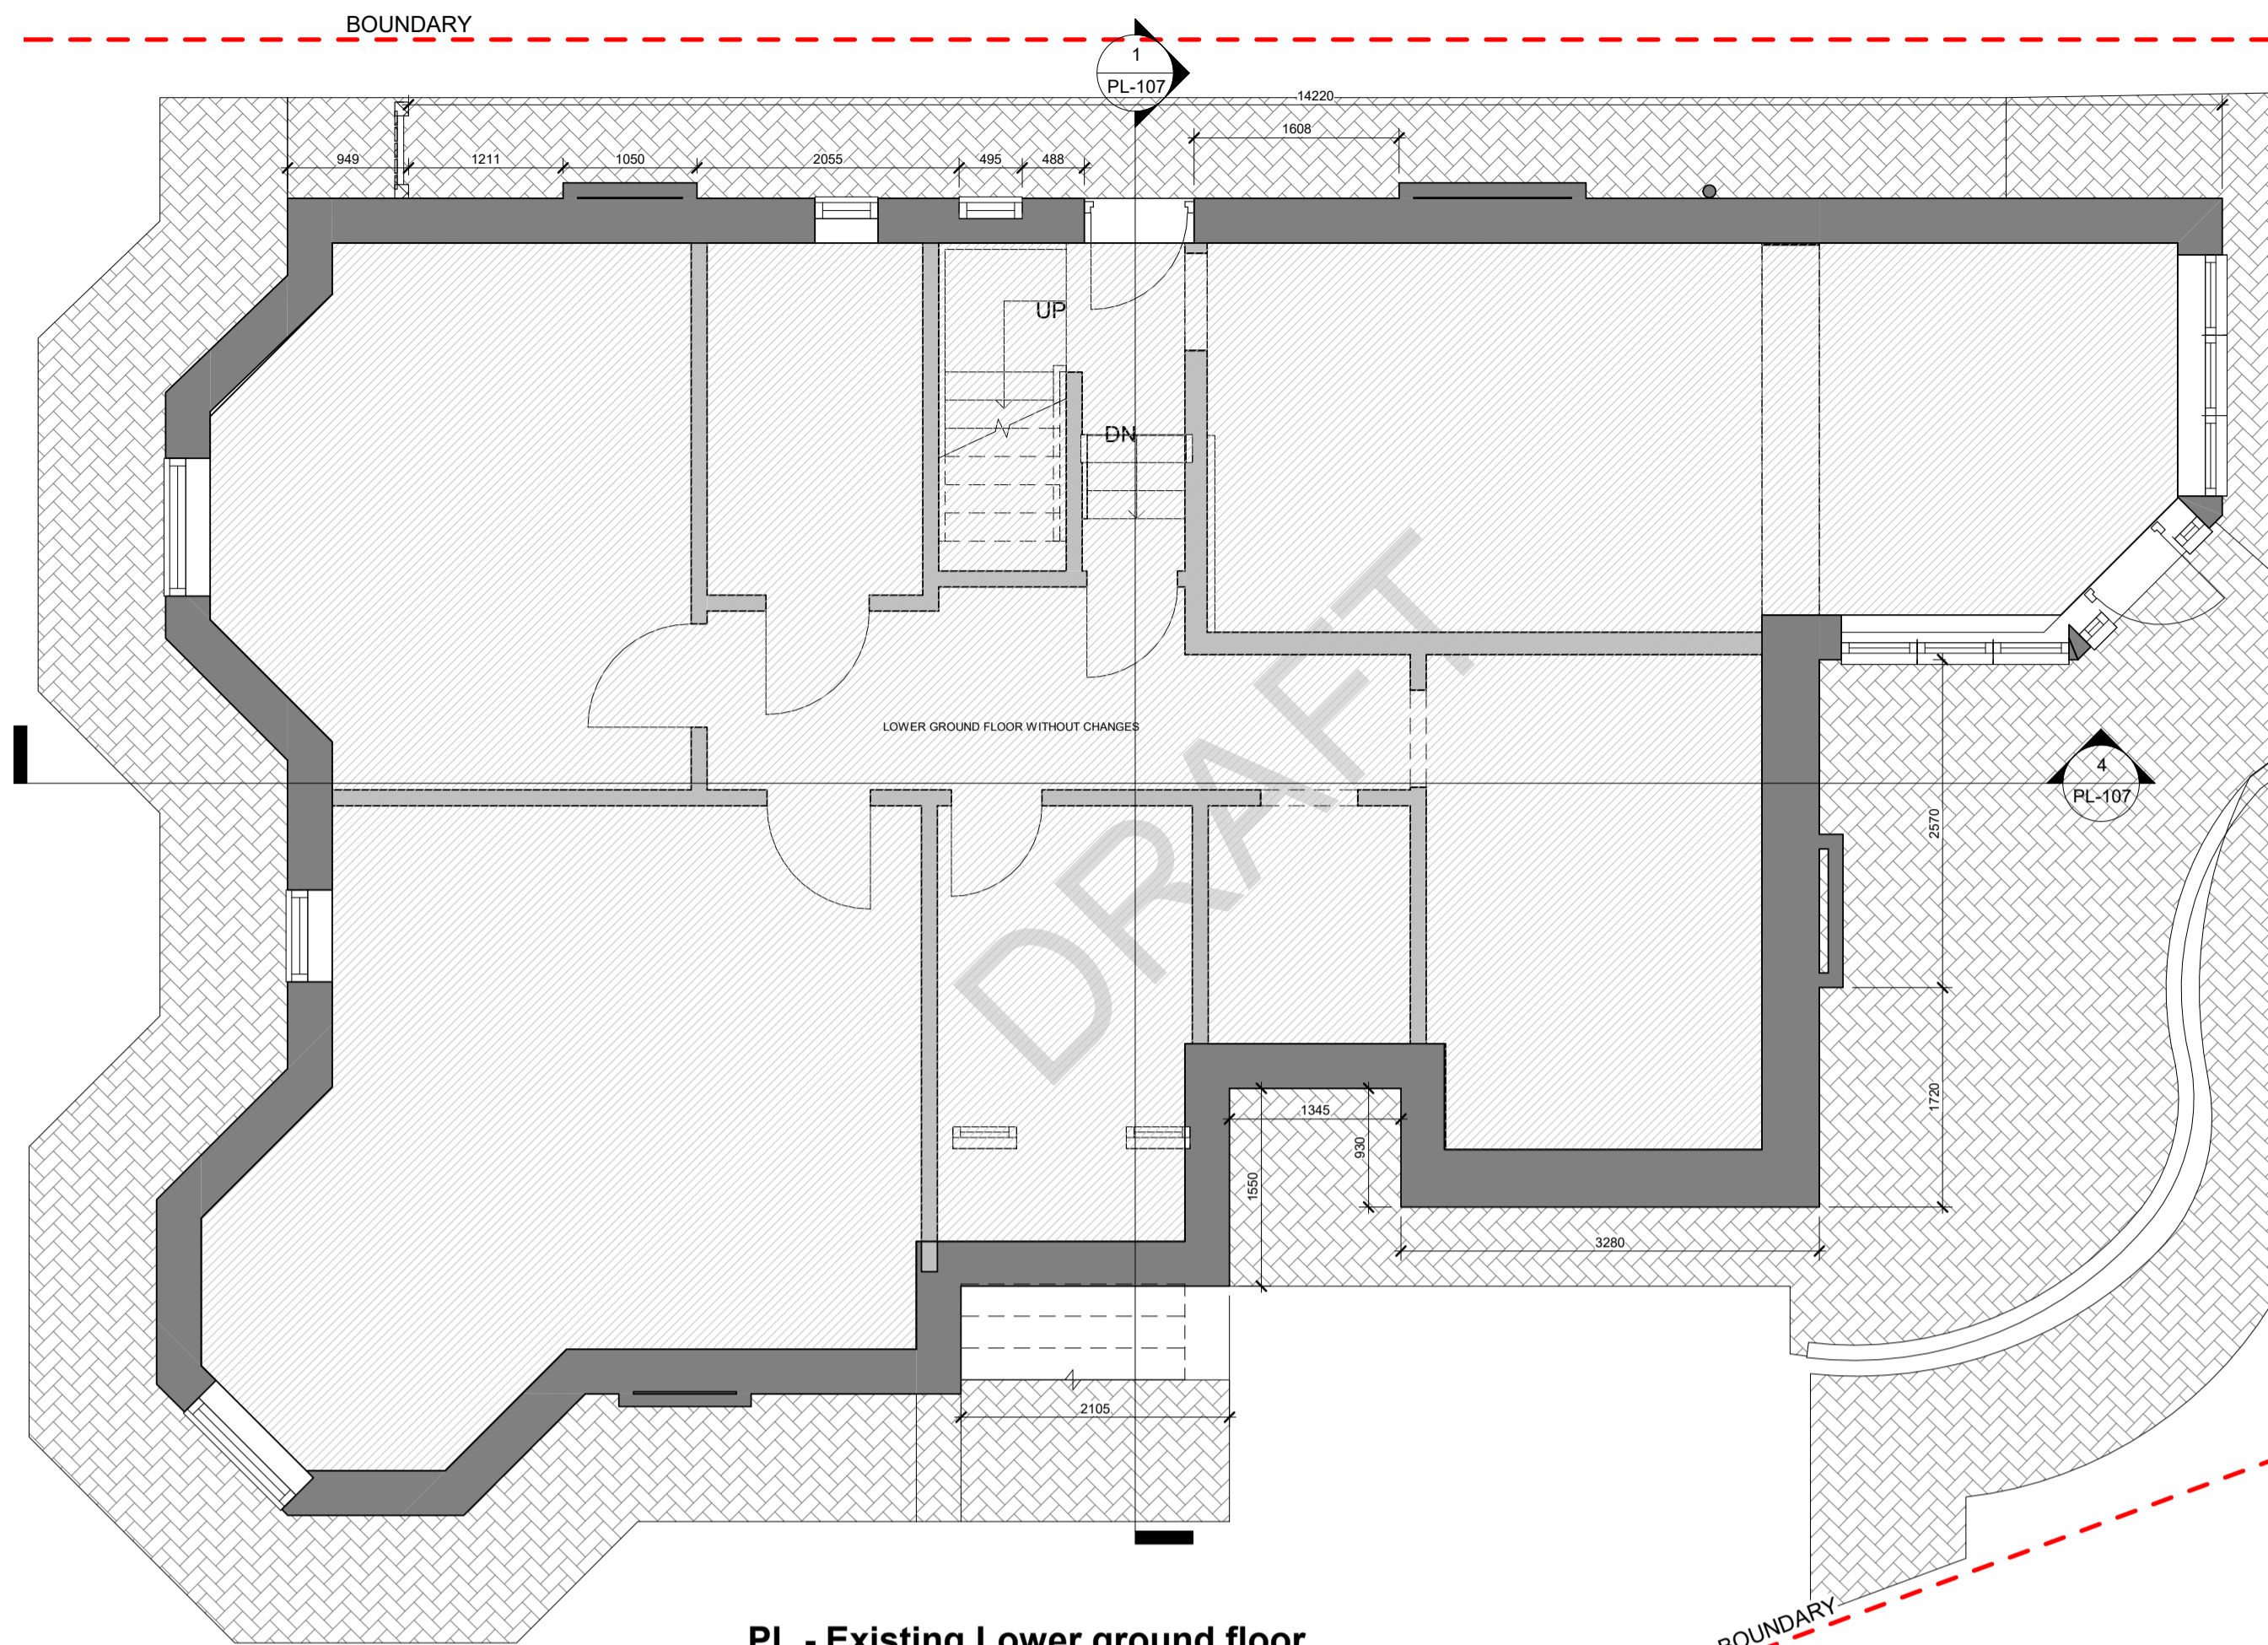 BOUNDARY
1
PL-107
14220
1608
949
1211
1050
2055
495
488
UP
DN
LOWER GROUND FLOOR WITHOUT CHANGES
DRAFT
4
PL-107
2570
1720
1345
930
1550
3280
2105
PL - Existing Lower ground floor
BOUNDARY